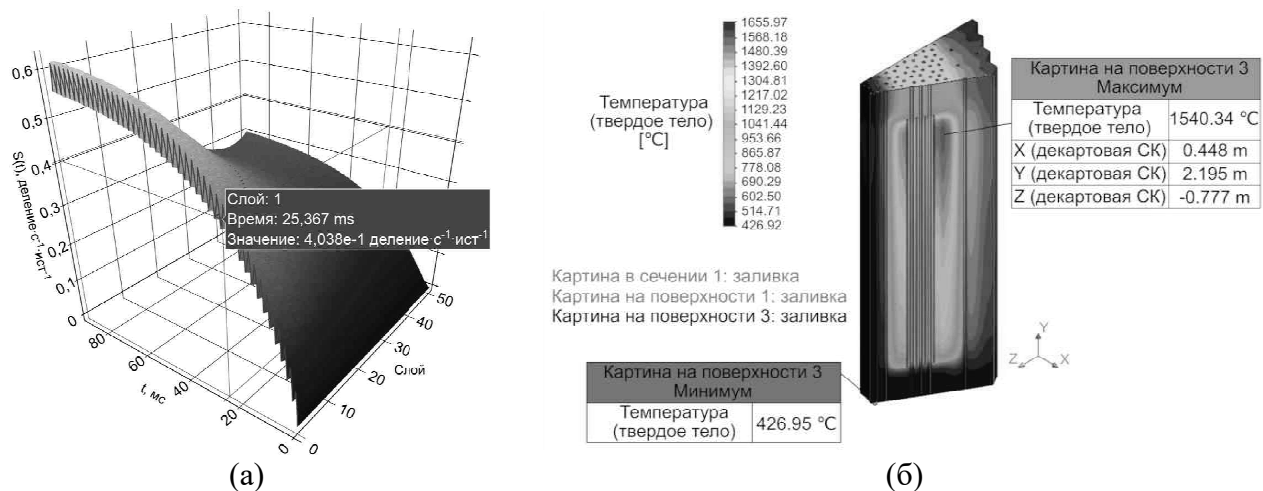 0,6
0,5
0,4
0,3
0,2
0,1
0
S(t), деление·с⁻¹·ист⁻¹
80
60
40
20
0
t, мс
0
10
20
30
40
50
Слой
Слой: 1
Время: 25,367 ms
Значение: 4,038e-1 деление·с⁻¹·ист⁻¹
(а)
Температура
(твердое тело)
[℃]
1655.97
1568.18
1480.39
1392.60
1304.81
1217.02
1129.23
1041.44
953.66
865.87
778.08
690.29
602.50
514.71
426.92
Картина на поверхности 3
Максимум
Температура
(твердое тело) 1540.34 ℃
X (декартовая СК) 0.448 m
Y (декартовая СК) 2.195 m
Z (декартовая СК) -0.777 m
Картина в сечении 1: заливка
Картина на поверхности 1: заливка
Картина на поверхности 3: заливка
Y
Z
X
Картина на поверхности 3
Минимум
Температура
(твердое тело) 426.95 ℃
(б)